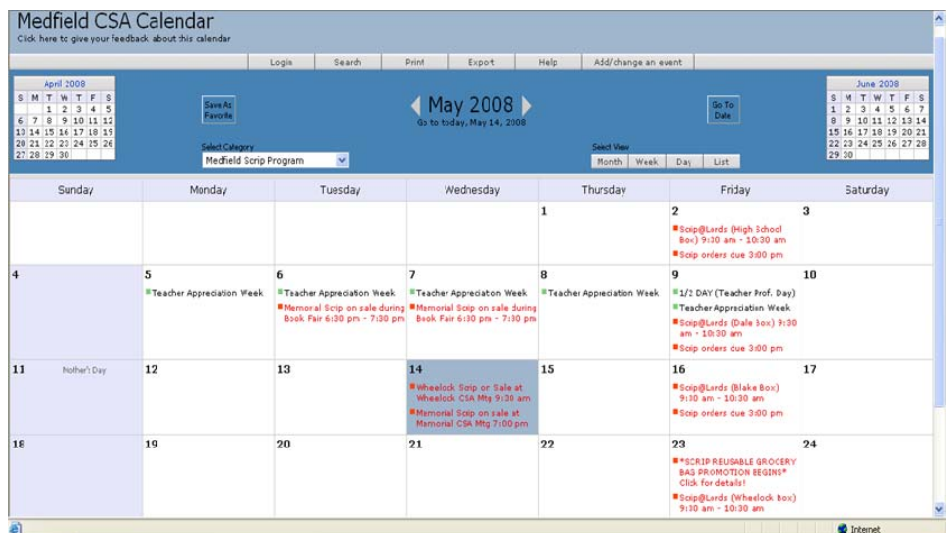 Medfield CSA Calendar
Click here to give your feedback about this calendar
Login Search Print Export Help Add/change an event
April 2008
S M T W T F S
1 2 3 4 5
6 7 8 9 10 11 12
13 14 15 16 17 18 19
20 21 22 23 24 25 26
27 28 29 30
Save As
Favorite
May 2008
Go to today, May 14, 2008
Go To
Date
June 2008
S M T W T F S
1 2 3 4 5 6 7
8 9 10 11 12 13 14
15 16 17 18 19 20 21
22 23 24 25 26 27 28
29 30
Select Category
Medfield Scrip Program
Select View
Month Week Day List
Sunday Monday Tuesday Wednesday Thursday Friday Saturday
1
2
Scrip@Lords (High School
Box) 9:30 am - 10:30 am
Scrip orders due 3:00 pm
3
4
5
Teacher Appreciation Week
6
Teacher Appreciation Week
Memorial Scrip on sale during
Book Fair 6:30 pm - 7:30 pm
7
Teacher Appreciation Week
Memorial Scrip on sale during
Book Fair 6:30 pm - 7:30 pm
8
Teacher Appreciation Week
9
1/2 DAY (Teacher Prof. Day)
Teacher Appreciation Week
Scrip@Lords (Dale Box) 9:30
am - 10:30 am
Scrip orders due 3:00 pm
10
11 Mother's Day
12
13
14
Wheelock Scrip on Sale at
Wheelock CSA Mtg 9:30 am
Memorial Scrip on sale at
Memorial CSA Mtg 7:00 pm
15
16
Scrip@Lords (Blake Box)
9:30 am - 10:30 am
Scrip orders due 3:00 pm
17
18
19
20
21
22
23
*SCRIP REUSABLE GROCERY
BAG PROMOTION BEGINS*
Click for details!
Scrip@Lords (Wheelock box)
9:30 am - 10:30 am
24
Internet